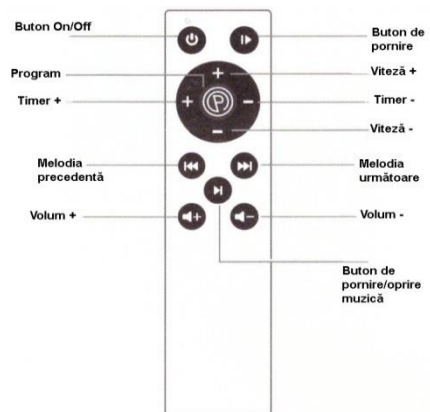 Buton On/Off
Buton de
pornire
Program
Viteză +
Timer +
Timer -
Viteză -
Melodia
precedentă
Melodia
următoare
Volum +
Volum -
Buton de
pornire/oprire
muzică
P